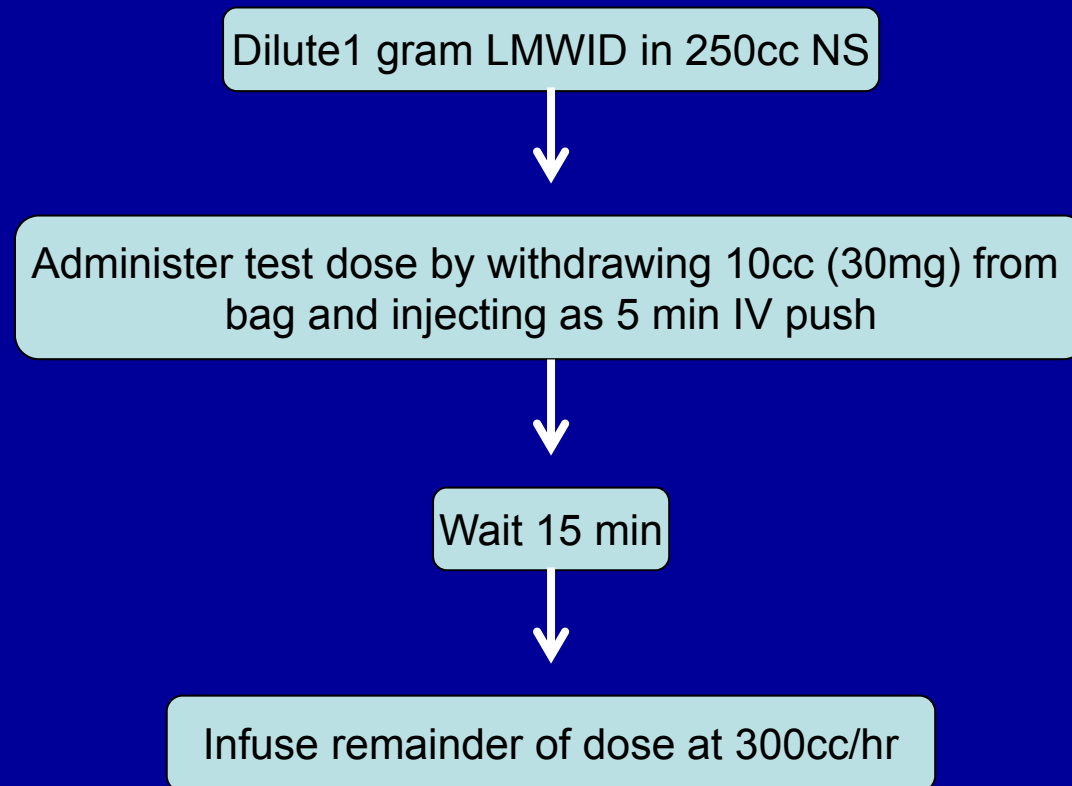 Dilute1 gram LMWID in 250cc NS
Administer test dose by withdrawing 10cc (30mg) from
bag and injecting as 5 min IV push
Wait 15 min
Infuse remainder of dose at 300cc/hr